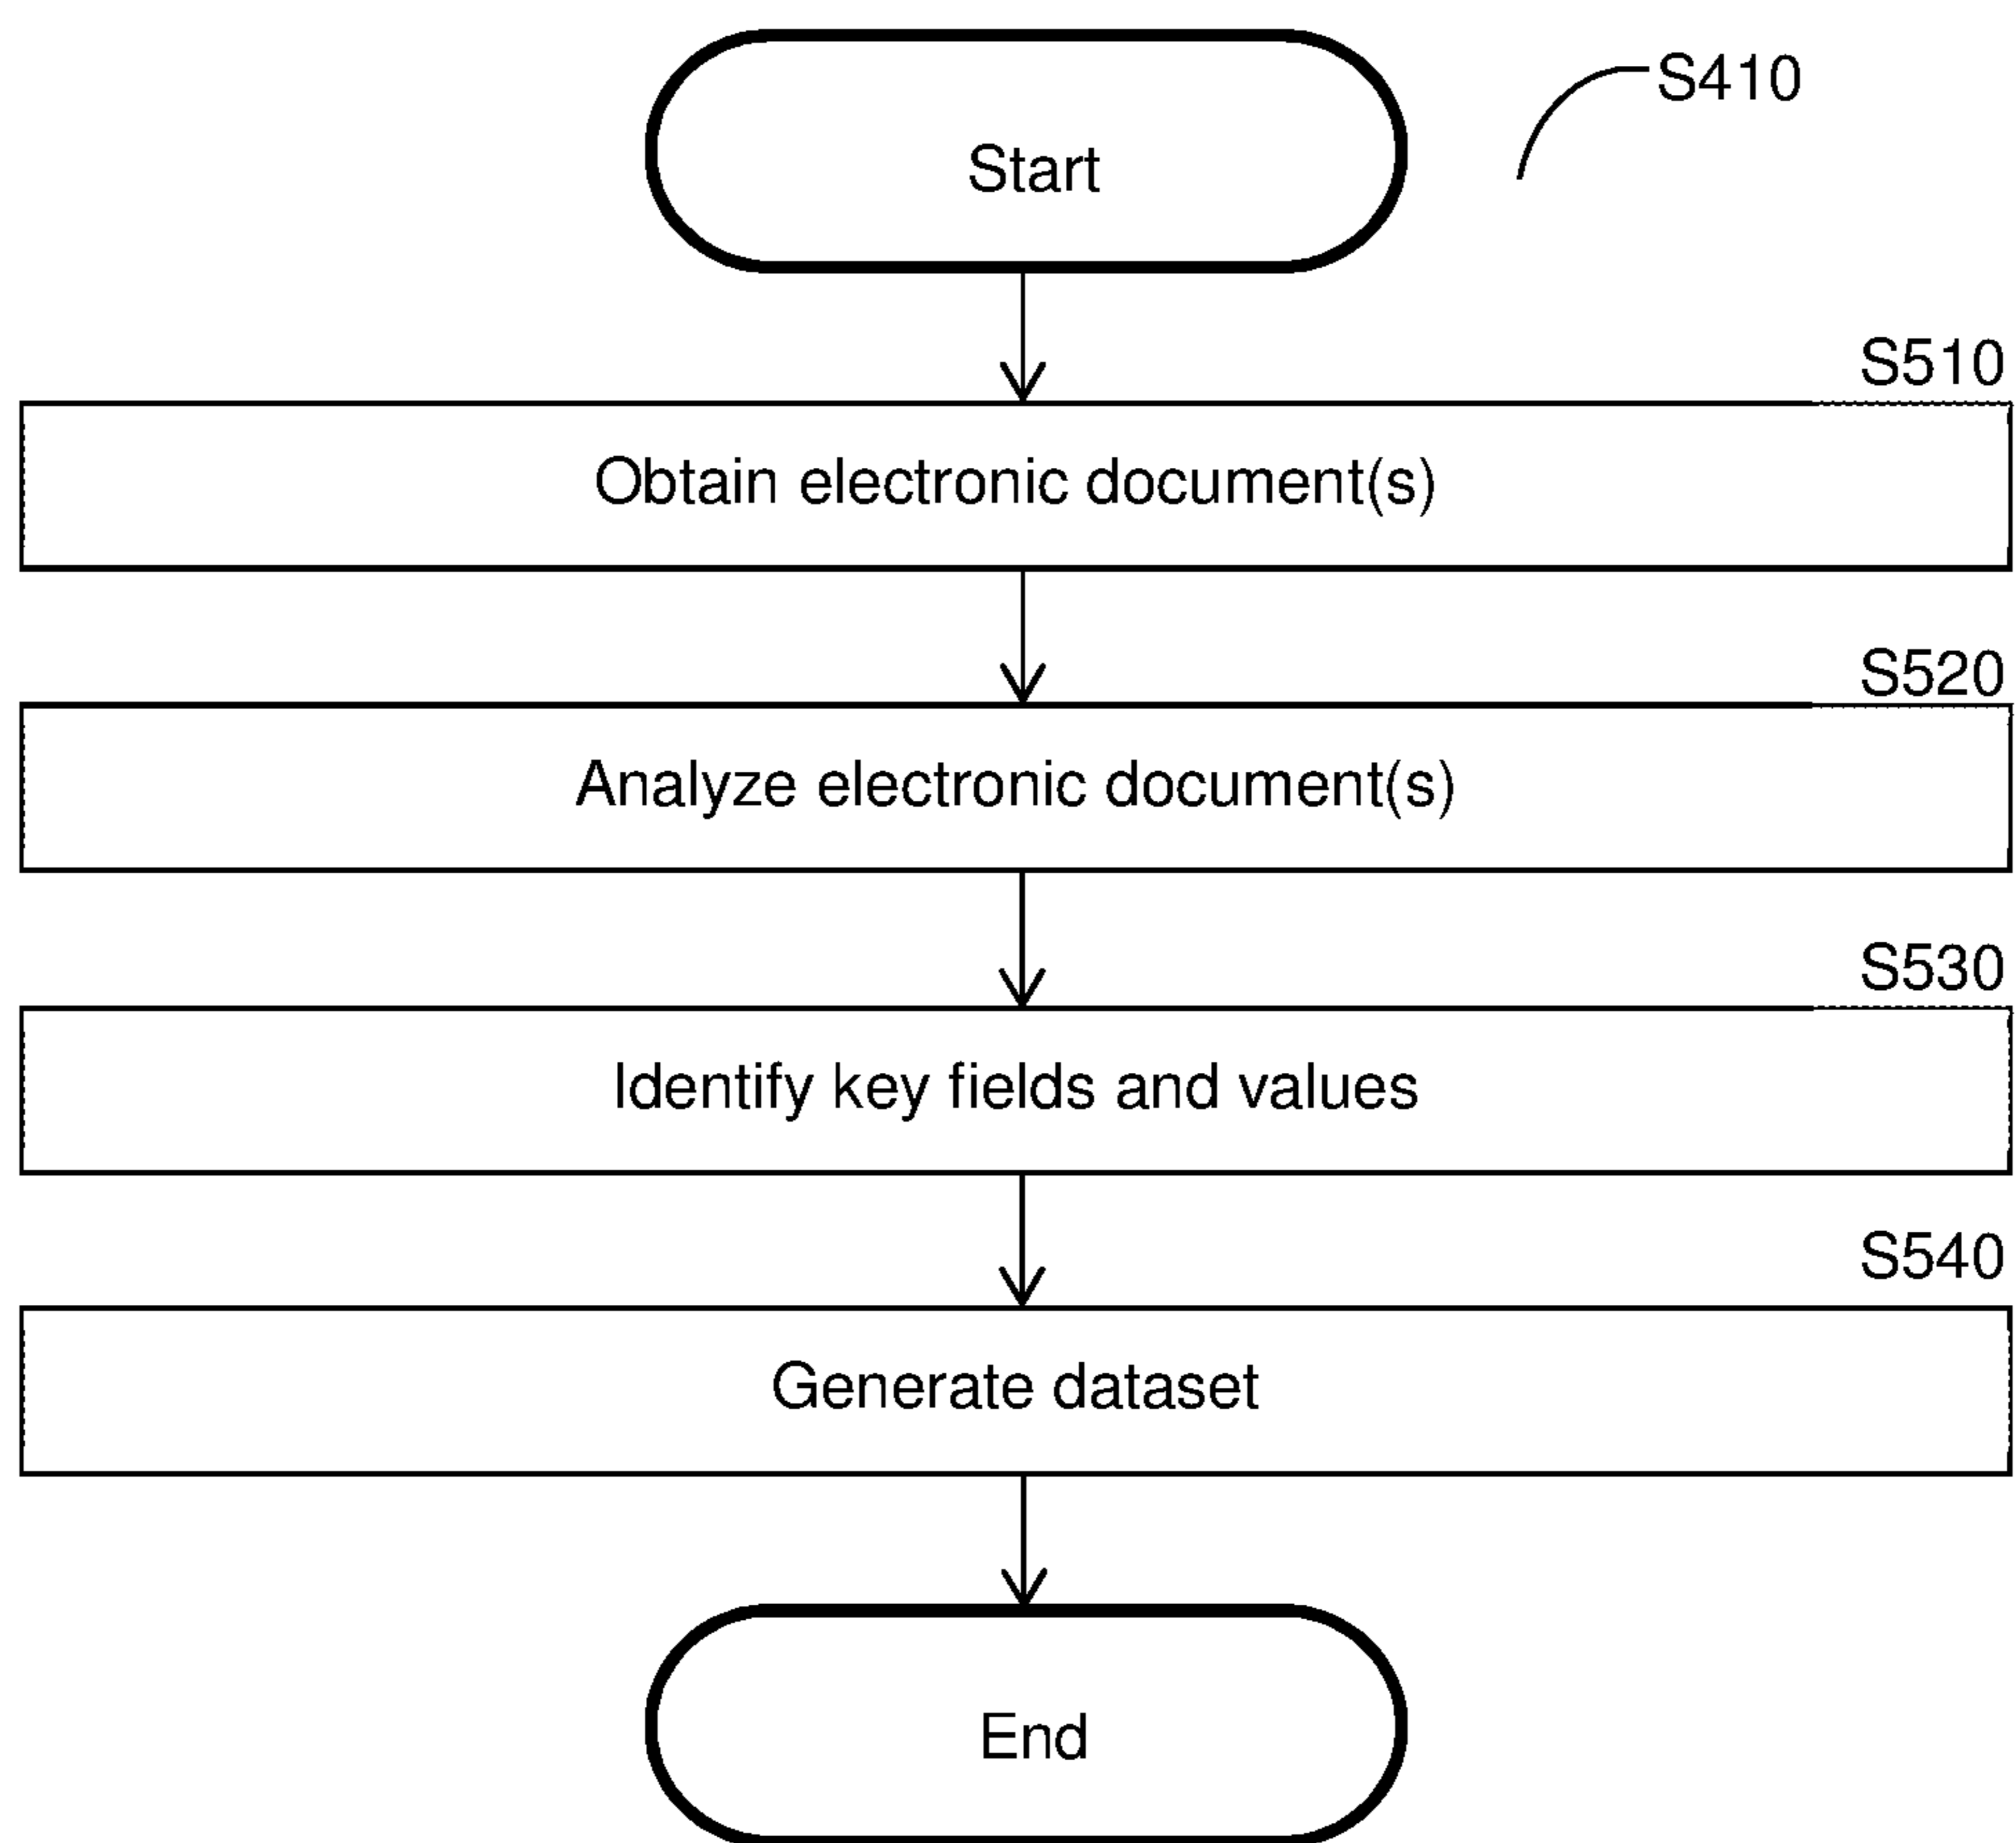 S410
Start
S510
Obtain electronic document(s)
S520
Analyze electronic document(s)
S530
Identify key fields and values
S540
Generate dataset
End